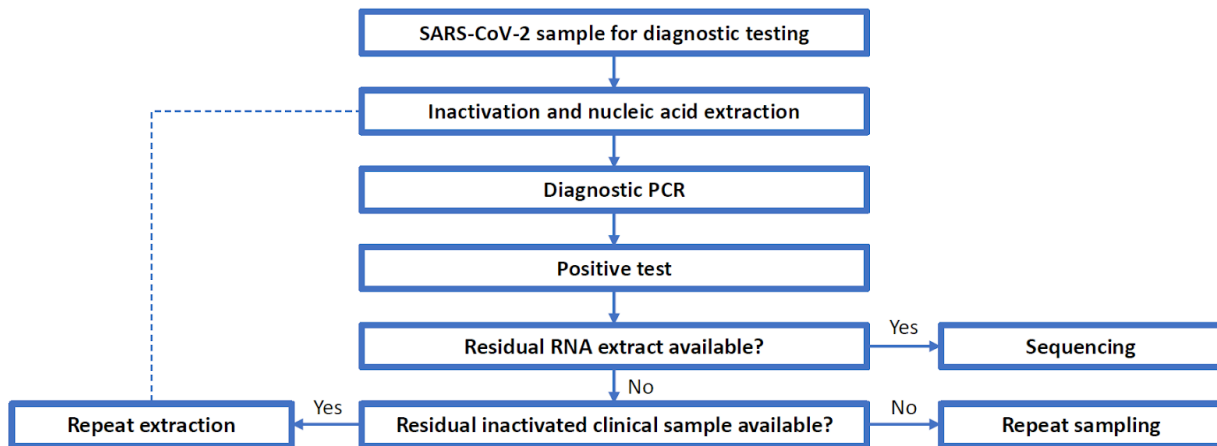 SARS-CoV-2 sample for diagnostic testing
Inactivation and nucleic acid extraction
Diagnostic PCR
Positive test
Residual RNA extract available?
Yes
Sequencing
No
Repeat extraction
Yes
Residual inactivated clinical sample available?
No
Repeat sampling